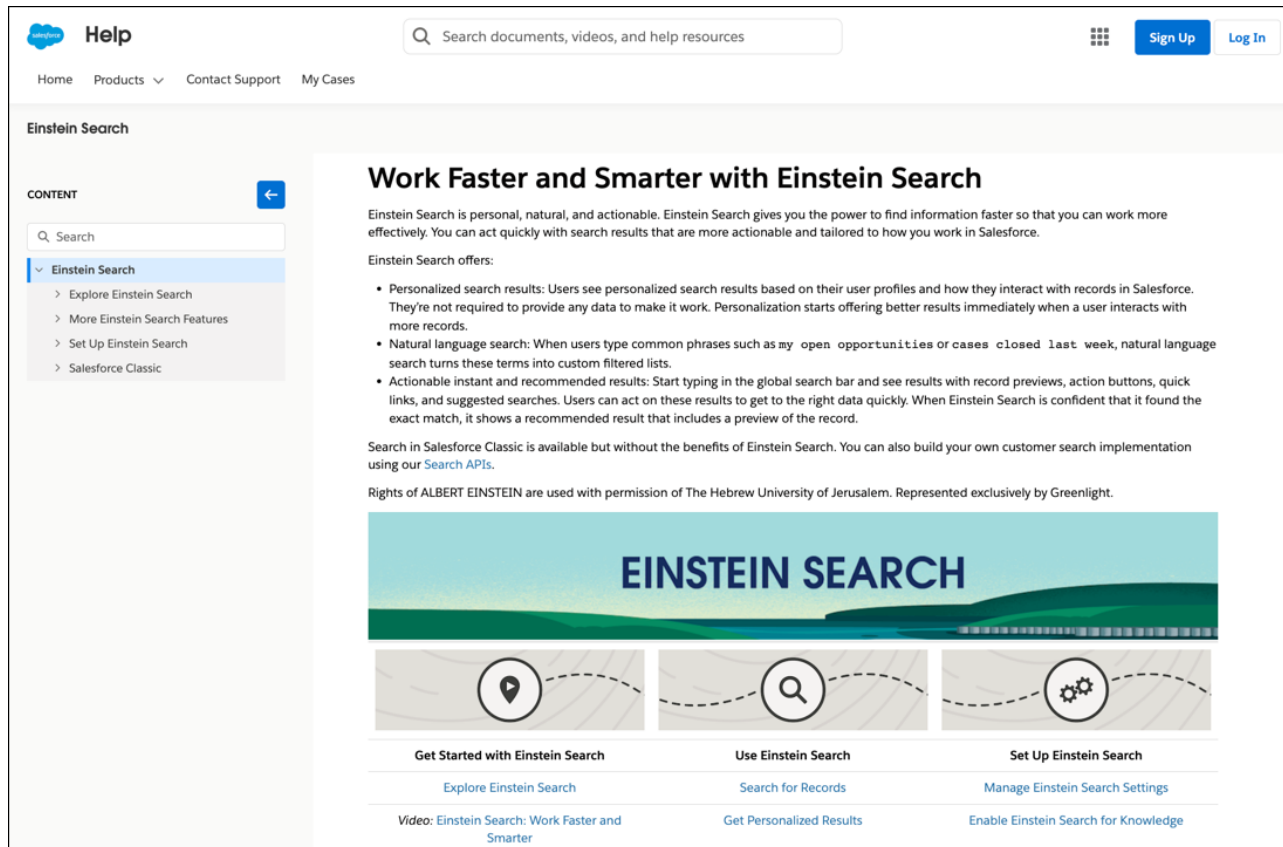 salesforce
Help
Search documents, videos, and help resources
Sign Up
Log In
Home
Products
Contact Support
My Cases
Einstein Search
CONTENT
Search
Einstein Search
Explore Einstein Search
More Einstein Search Features
Set Up Einstein Search
Salesforce Classic
Work Faster and Smarter with Einstein Search
Einstein Search is personal, natural, and actionable. Einstein Search gives you the power to find information faster so that you can work more
effectively. You can act quickly with search results that are more actionable and tailored to how you work in Salesforce.
Einstein Search offers:
• Personalized search results: Users see personalized search results based on their user profiles and how they interact with records in Salesforce.
They're not required to provide any data to make it work. Personalization starts offering better results immediately when a user interacts with
more records.
• Natural language search: When users type common phrases such as my open opportunities or cases closed last week, natural language
search turns these terms into custom filtered lists.
• Actionable instant and recommended results: Start typing in the global search bar and see results with record previews, action buttons, quick
links, and suggested searches. Users can act on these results to get to the right data quickly. When Einstein Search is confident that it found the
exact match, it shows a recommended result that includes a preview of the record.
Search in Salesforce Classic is available but without the benefits of Einstein Search. You can also build your own customer search implementation
using our Search APIs.
Rights of ALBERT EINSTEIN are used with permission of The Hebrew University of Jerusalem. Represented exclusively by Greenlight.
EINSTEIN SEARCH
Get Started with Einstein Search
Use Einstein Search
Set Up Einstein Search
Explore Einstein Search
Search for Records
Manage Einstein Search Settings
Video: Einstein Search: Work Faster and
Smarter
Get Personalized Results
Enable Einstein Search for Knowledge